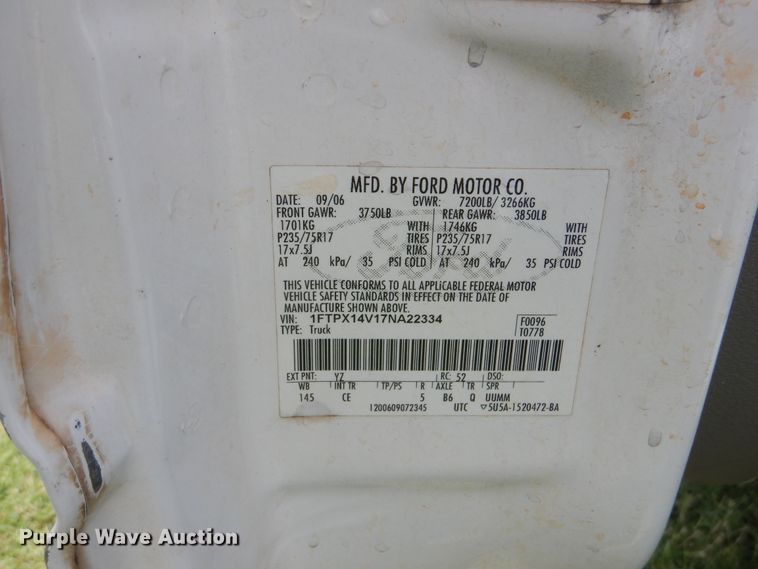 MFD. BY FORD MOTOR CO.
DATE: 09/06 GVWR: 7200LB/ 3266KG
FRONT GAWR: 3750LB REAR GAWR: 3850LB
1701KG WITH 1746KG WITH
P235/75R17 TIRES P235/75R17 TIRES
17x7.5J RIMS 17x7.5J RIMS
AT 240 kPa/ 35 PSI COLD AT 240 kPa/ 35 PSI COLD
THIS VEHICLE CONFORMS TO ALL APPLICABLE FEDERAL MOTOR
VEHICLE SAFETY STANDARDS IN EFFECT ON THE DATE OF
MANUFACTURE SHOWN ABOVE.
VIN: 1FTPX14V17NA22334 F0096
TYPE: Truck T0778
EXT PNT: YZ RC: 52 DSO:
WB INT TR TP/PS R AXLE TR SPR
145 CE 5 B6 Q UUMM
1200609072345 UTC ▽5U5A-1520472-BA
Ford
Purple Wave Auction